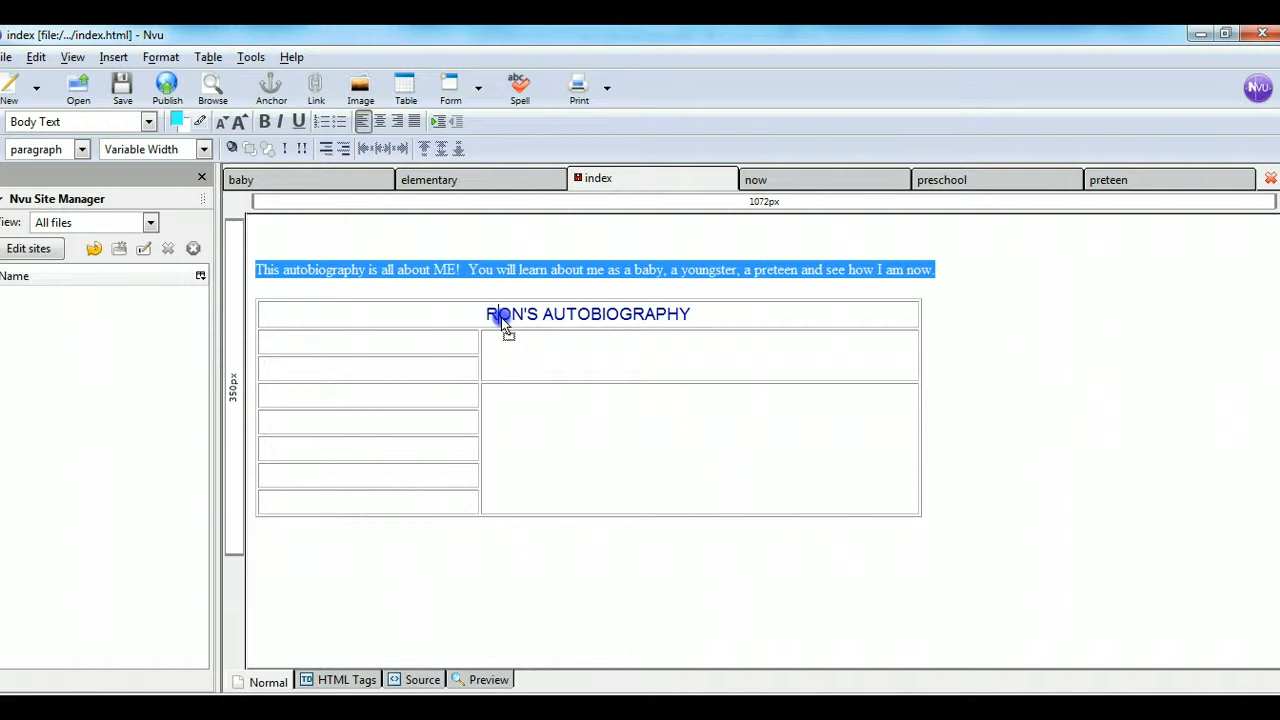 index [file:/.../index.html] - Nvu
ile Edit View Insert Format Table Tools Help
New Open Save Publish Browse Anchor Link Image Table Form Spell Print
Body Text
paragraph Variable Width
baby elementary index now preschool preteen
Nvu Site Manager
1072px
iew: All files
Edit sites
Name
This autobiography is all about ME! You will learn about me as a baby, a youngster, a preteen and see how I am now.
RON'S AUTOBIOGRAPHY
350px
Normal HTML Tags Source Preview